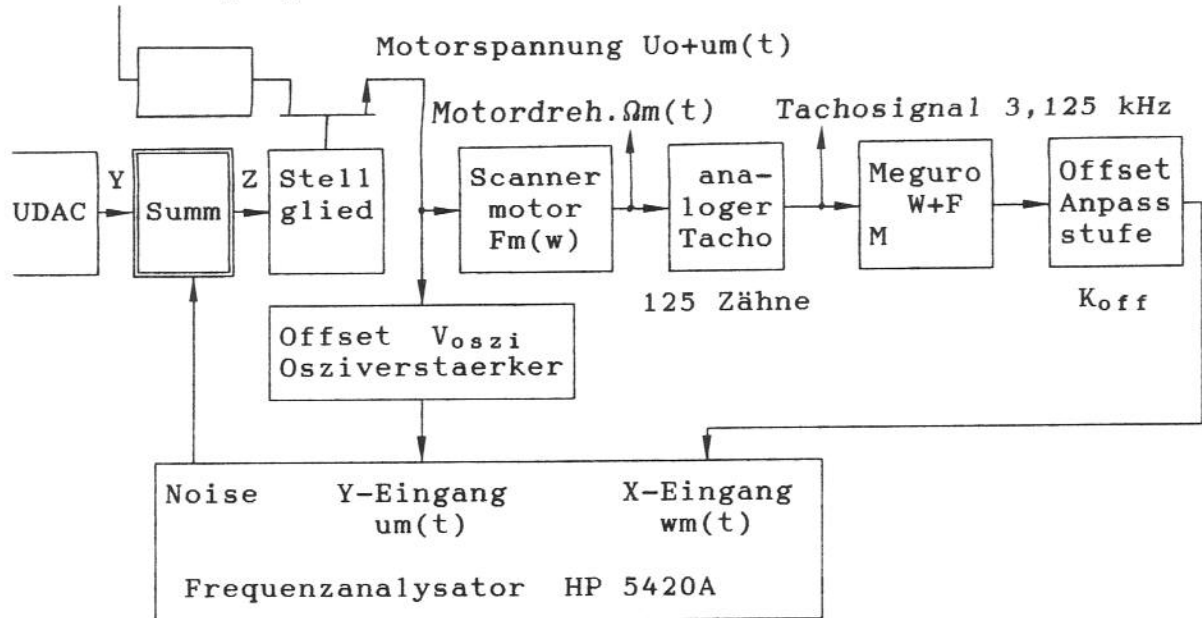 Motorspannung Uo+um(t)
Motordreh.Ωm(t)
Tachosignal 3,125 kHz
UDAC
Y
Summ
Z
Stell
glied
Scanner
motor
Fm(w)
ana-
loger
Tacho
Meguro
W+F
M
Offset
Anpass
stufe
125 Zähne
Koff
Offset Voszi
Osziverstaerker
Noise
Y-Eingang
um(t)
X-Eingang
wm(t)
Frequenzanalysator HP 5420A